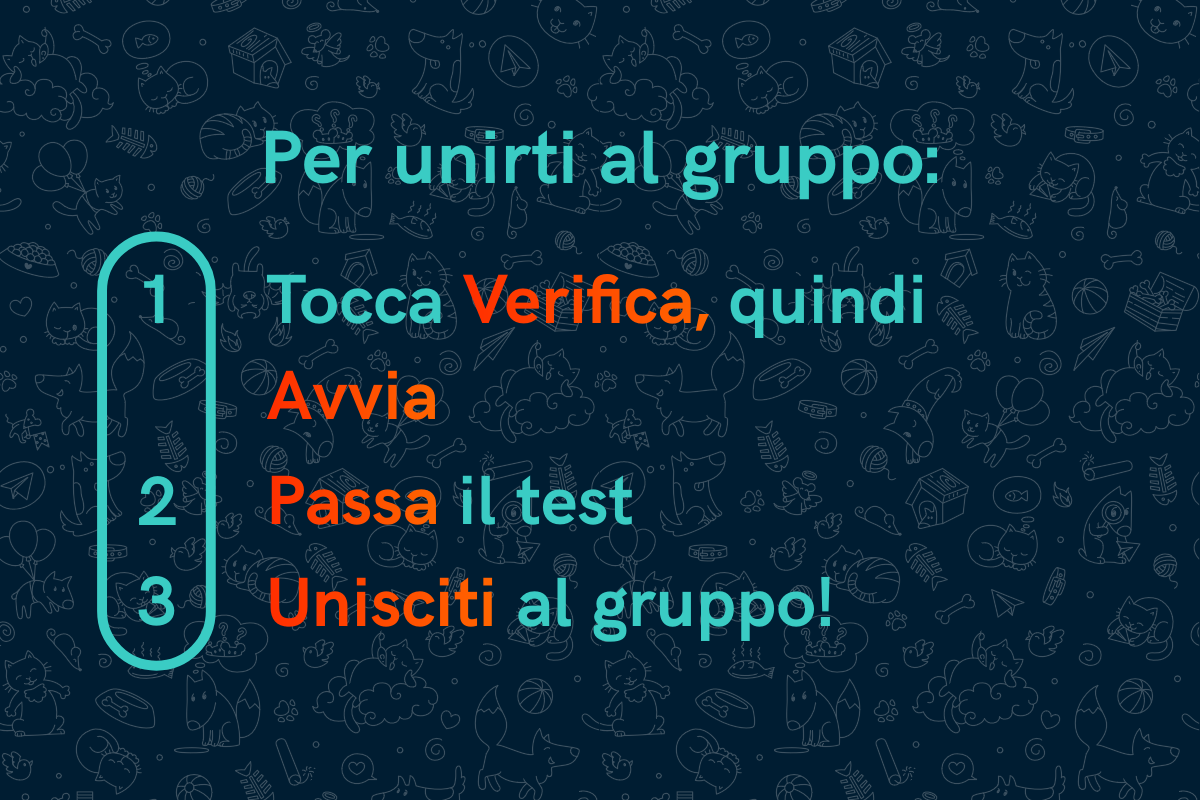 Per unirti al gruppo:
1 Tocca Verifica, quindi
Avvia
2 Passa il test
3 Unisciti al gruppo!